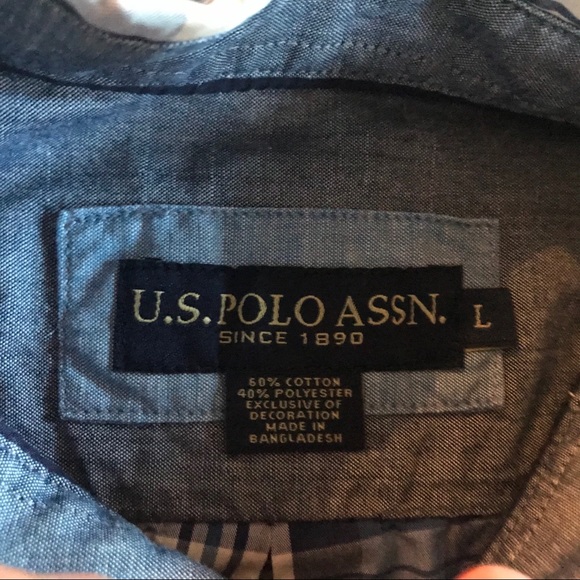 U.S. POLO ASSN.
SINCE 1890
L
60% COTTON
40% POLYESTER
EXCLUSIVE OF
DECORATION
MADE IN
BANGLADESH